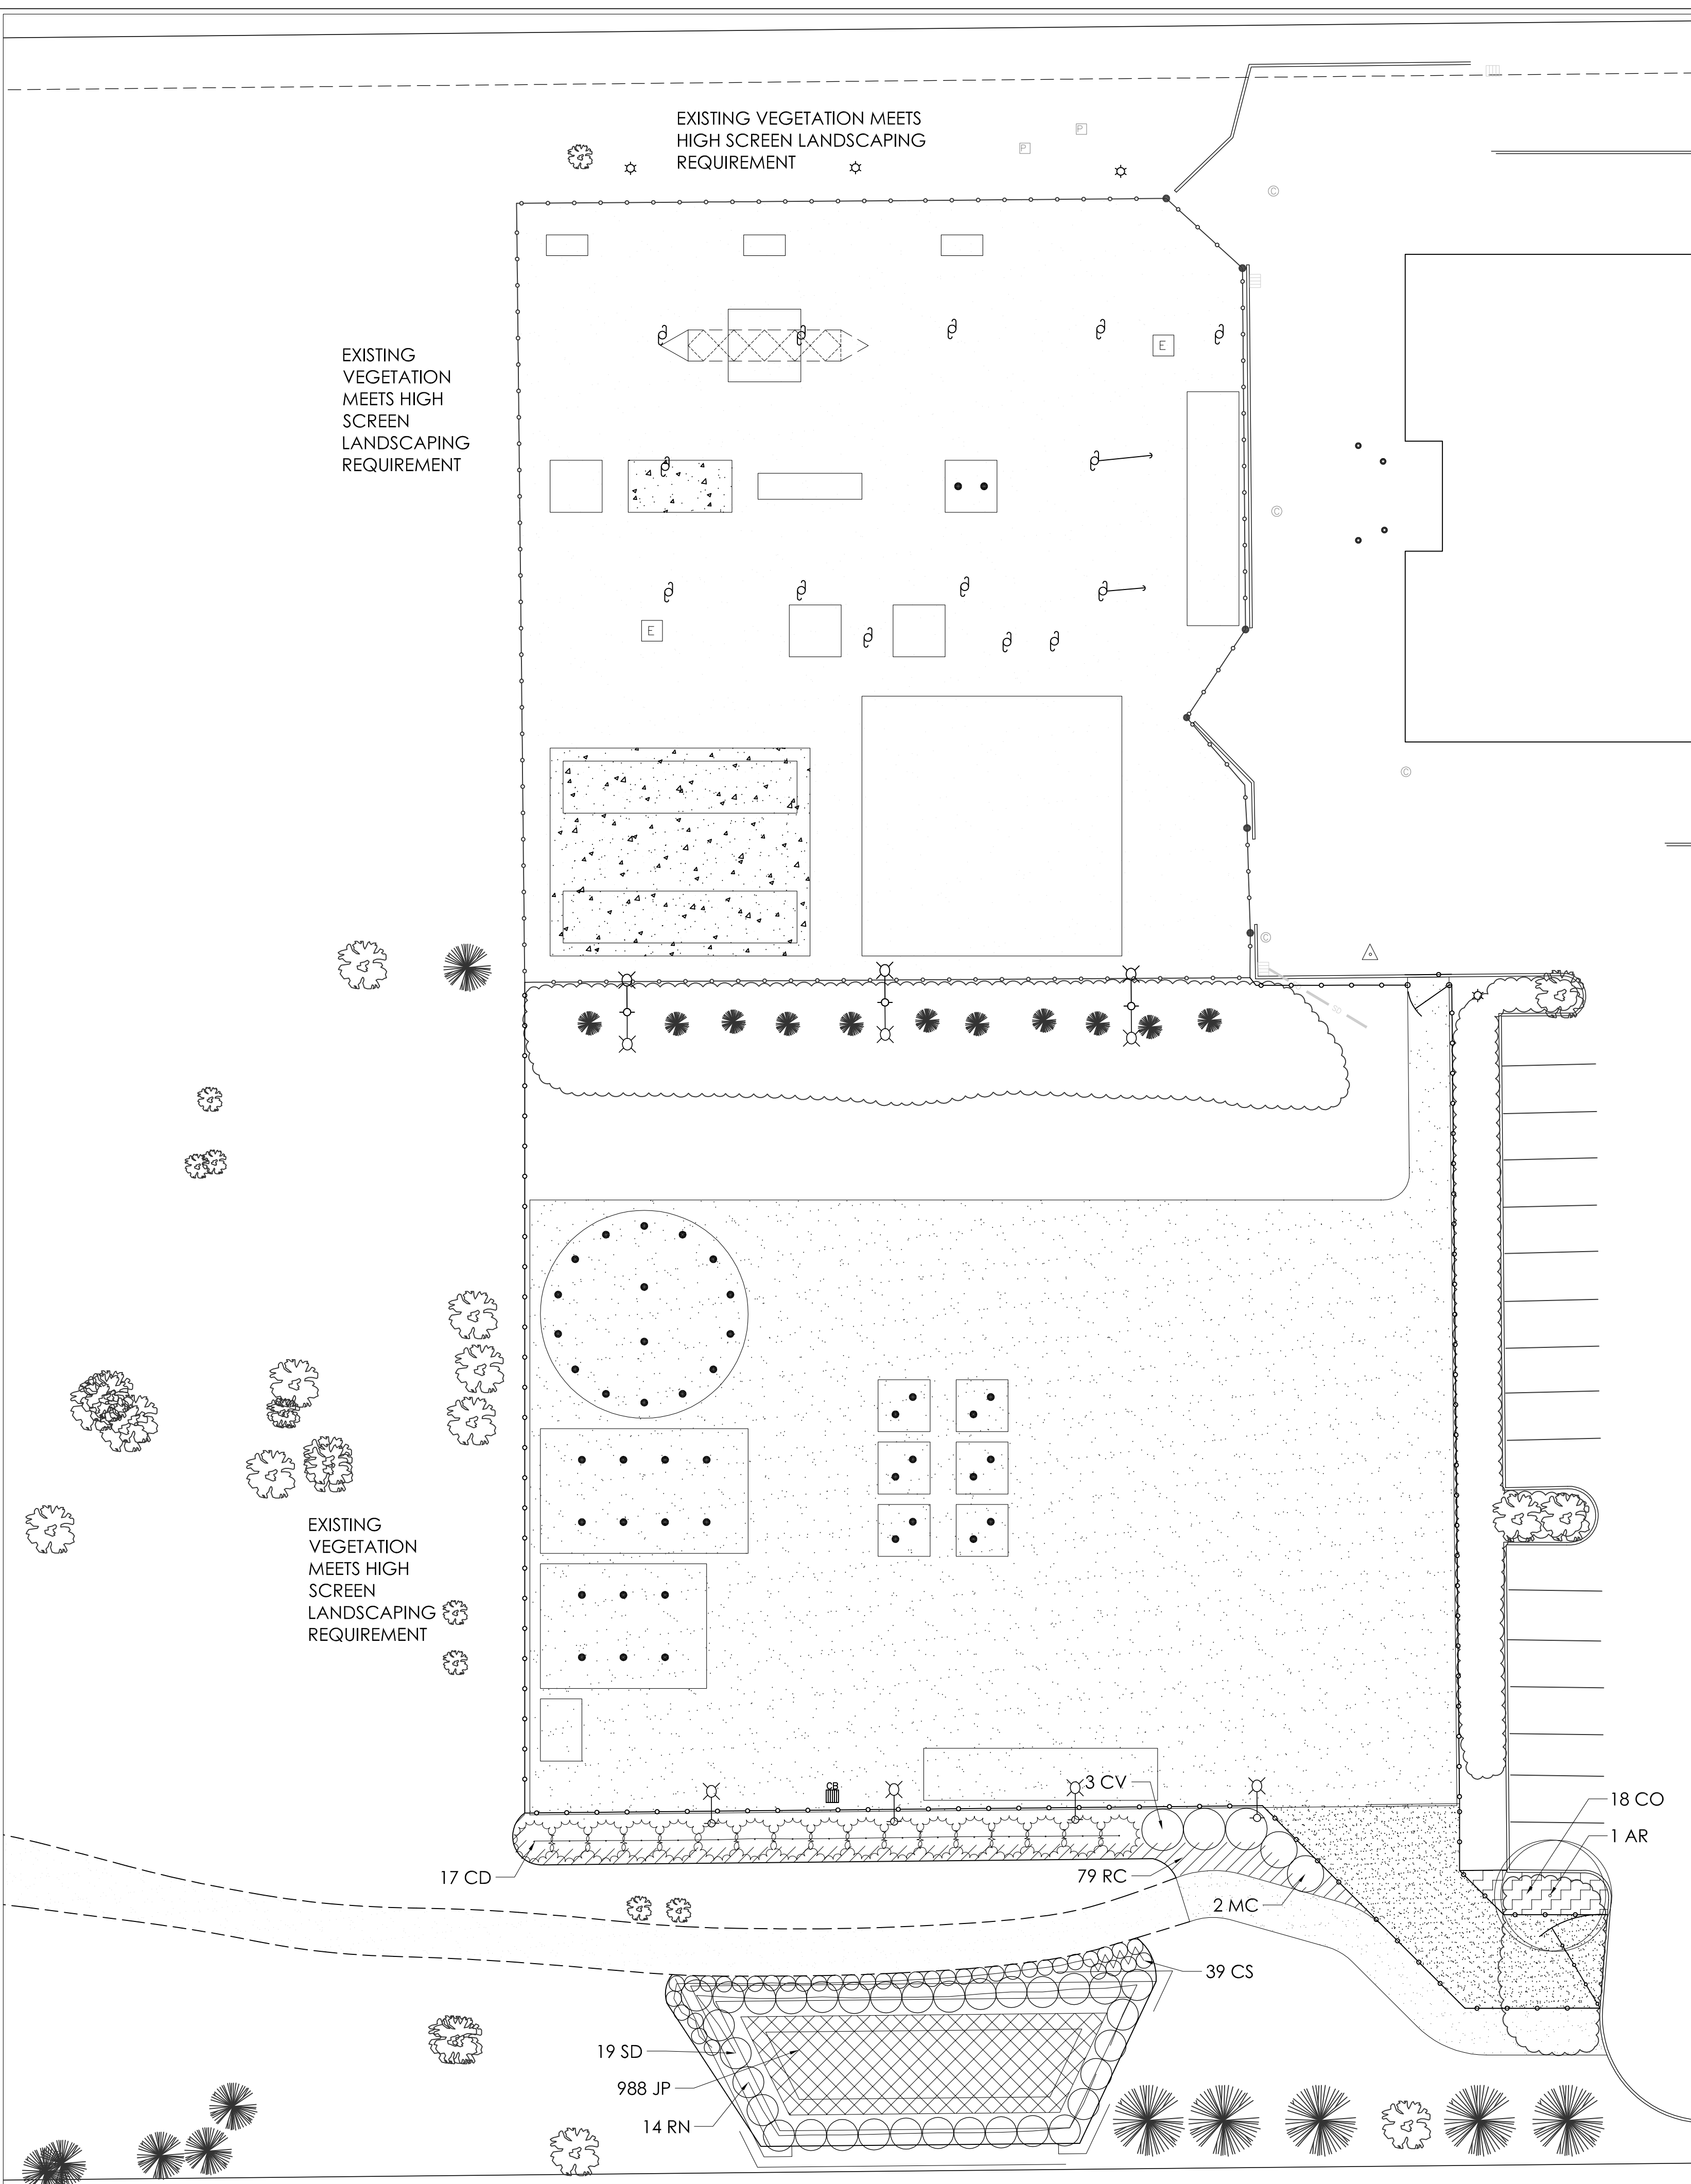 EXISTING VEGETATION MEETS
HIGH SCREEN LANDSCAPING
REQUIREMENT
P
P
©
EXISTING
VEGETATION
MEETS HIGH
SCREEN
LANDSCAPING
REQUIREMENT
E
©
E
©
©
SD
EXISTING
VEGETATION
MEETS HIGH
SCREEN
LANDSCAPING
REQUIREMENT
CB
3 CV
18 CO
1 AR
17 CD
79 RC
2 MC
39 CS
19 SD
988 JP
14 RN